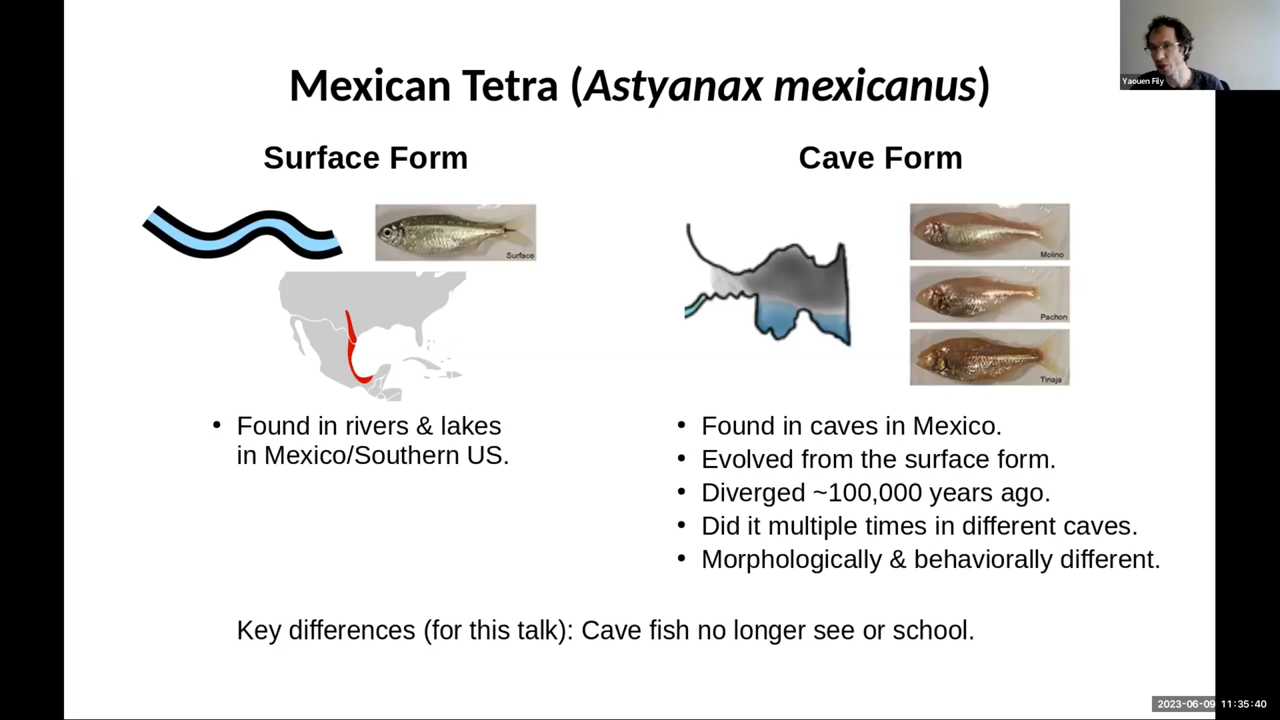 Mexican Tetra (Astyanax mexicanus)
Yaouen Fily
Surface Form
Cave Form
Surface
Molino
Pachon
Tinaja
• Found in rivers & lakes
in Mexico/Southern US.
• Found in caves in Mexico.
• Evolved from the surface form.
• Diverged ~100,000 years ago.
• Did it multiple times in different caves.
• Morphologically & behaviorally different.
Key differences (for this talk): Cave fish no longer see or school.
2023-06-09 11:35:40